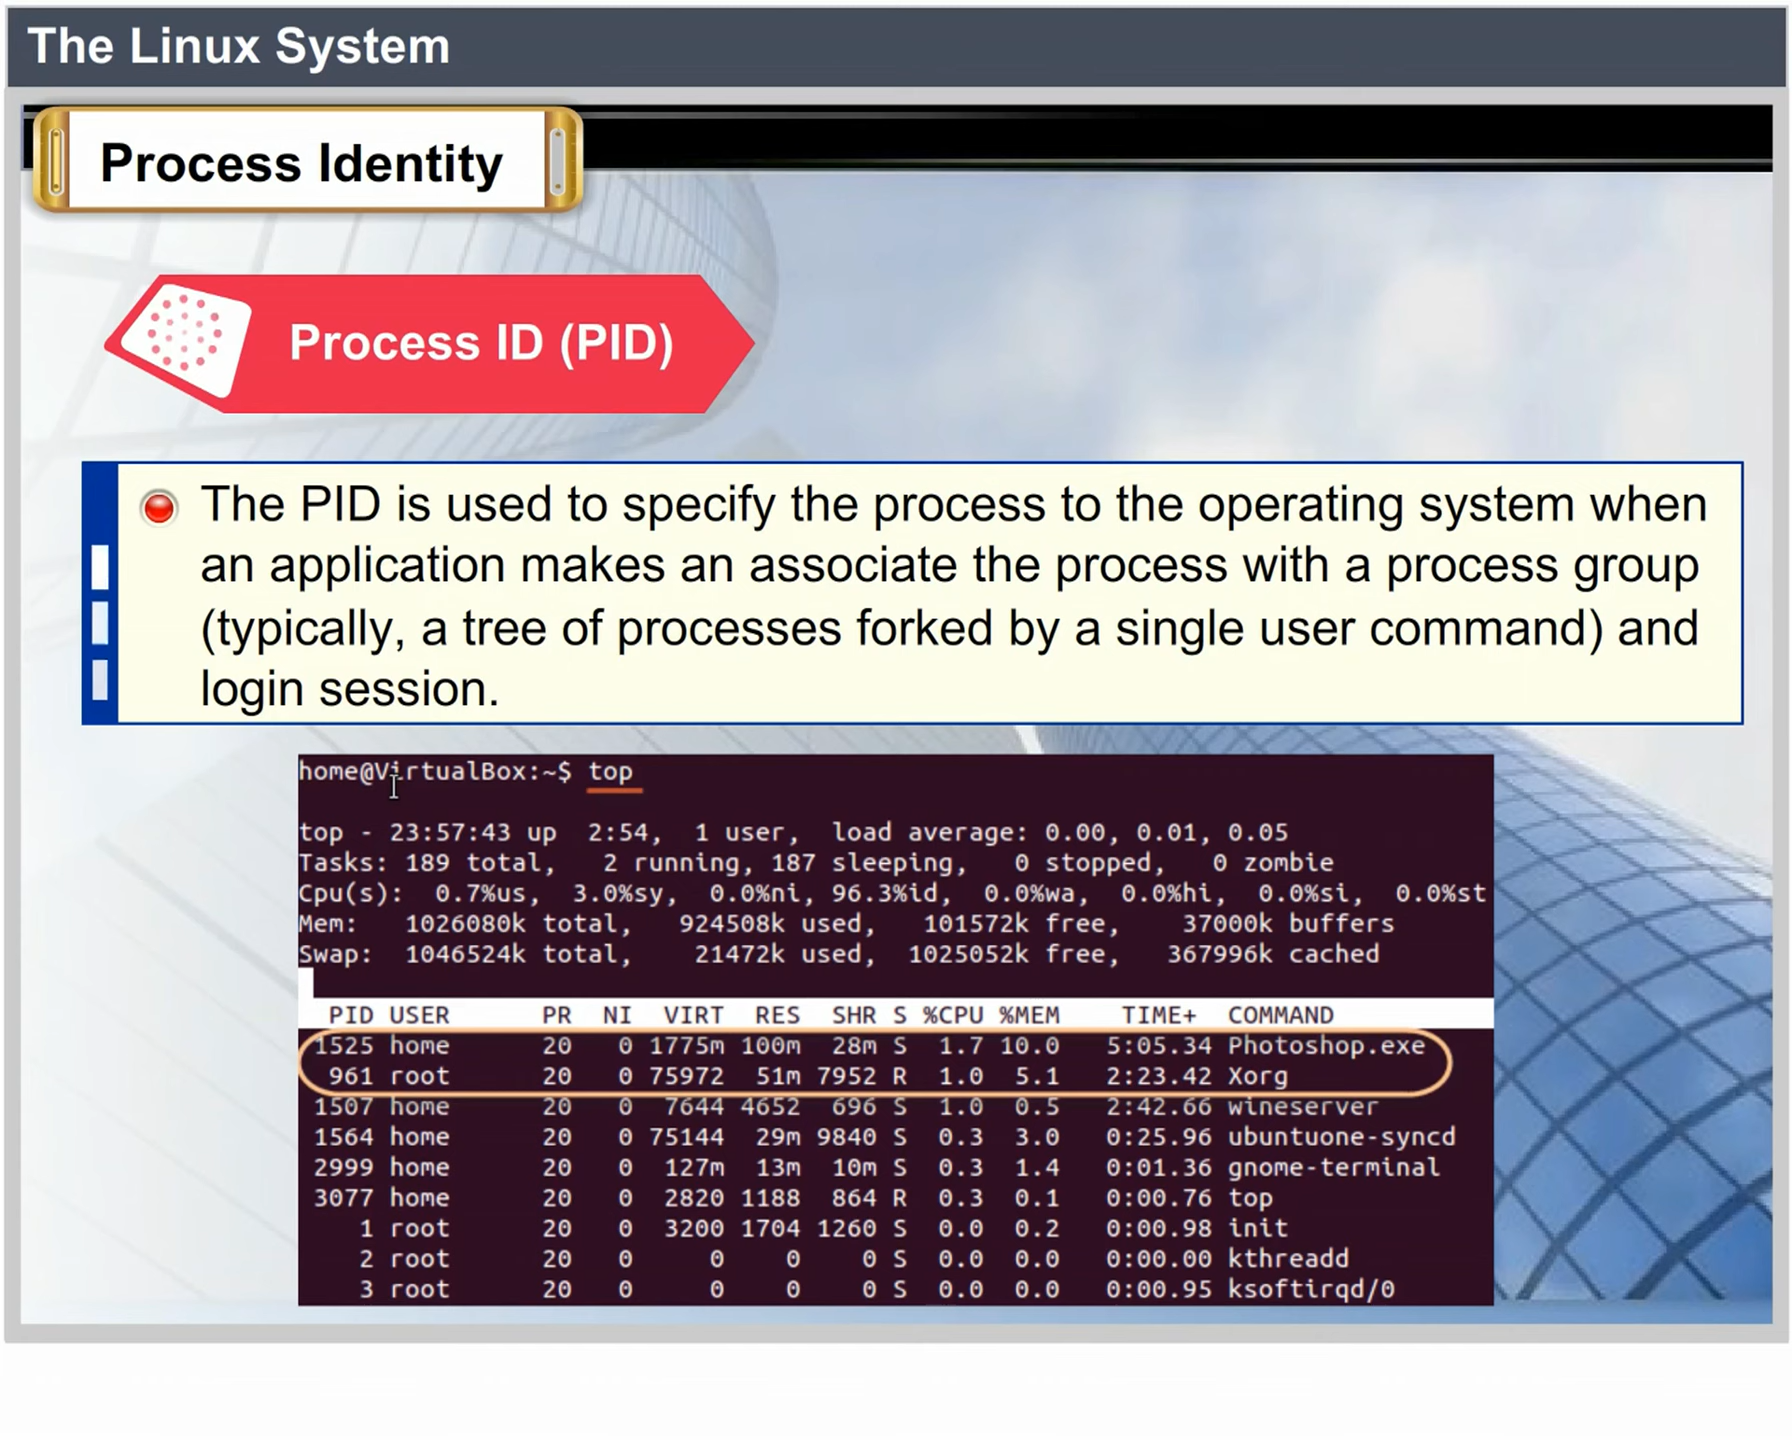 The Linux System
Process Identity
Process ID (PID)
The PID is used to specify the process to the operating system when
an application makes an associate the process with a process group
(typically, a tree of processes forked by a single user command) and
login session.
home@VirtualBox:~$ top
top - 23:57:43 up  2:54,  1 user,  load average: 0.00, 0.01, 0.05
Tasks: 189 total,   2 running, 187 sleeping,   0 stopped,   0 zombie
Cpu(s):  0.7%us,  3.0%sy,  0.0%ni, 96.3%id,  0.0%wa,  0.0%hi,  0.0%si,  0.0%st
Mem:   1026080k total,   924508k used,   101572k free,    37000k buffers
Swap:  1046524k total,    21472k used,  1025052k free,   367996k cached
PID USER      PR  NI  VIRT  RES  SHR S %CPU %MEM    TIME+  COMMAND
1525 home      20   0 1775m 100m  28m S  1.7 10.0   5:05.34 Photoshop.exe
961 root      20   0 75972  51m 7952 R  1.0  5.1   2:23.42 Xorg
1507 home      20   0  7644 4652  696 S  1.0  0.5   2:42.66 wineserver
1564 home      20   0 75144  29m 9840 S  0.3  3.0   0:25.96 ubuntuone-syncd
2999 home      20   0  127m  13m  10m S  0.3  1.4   0:01.36 gnome-terminal
3077 home      20   0  2820 1188  864 R  0.3  0.1   0:00.76 top
1 root      20   0  3200 1704 1260 S  0.0  0.2   0:00.98 init
2 root      20   0     0    0    0 S  0.0  0.0   0:00.00 kthreadd
3 root      20   0     0    0    0 S  0.0  0.0   0:00.95 ksoftirqd/0